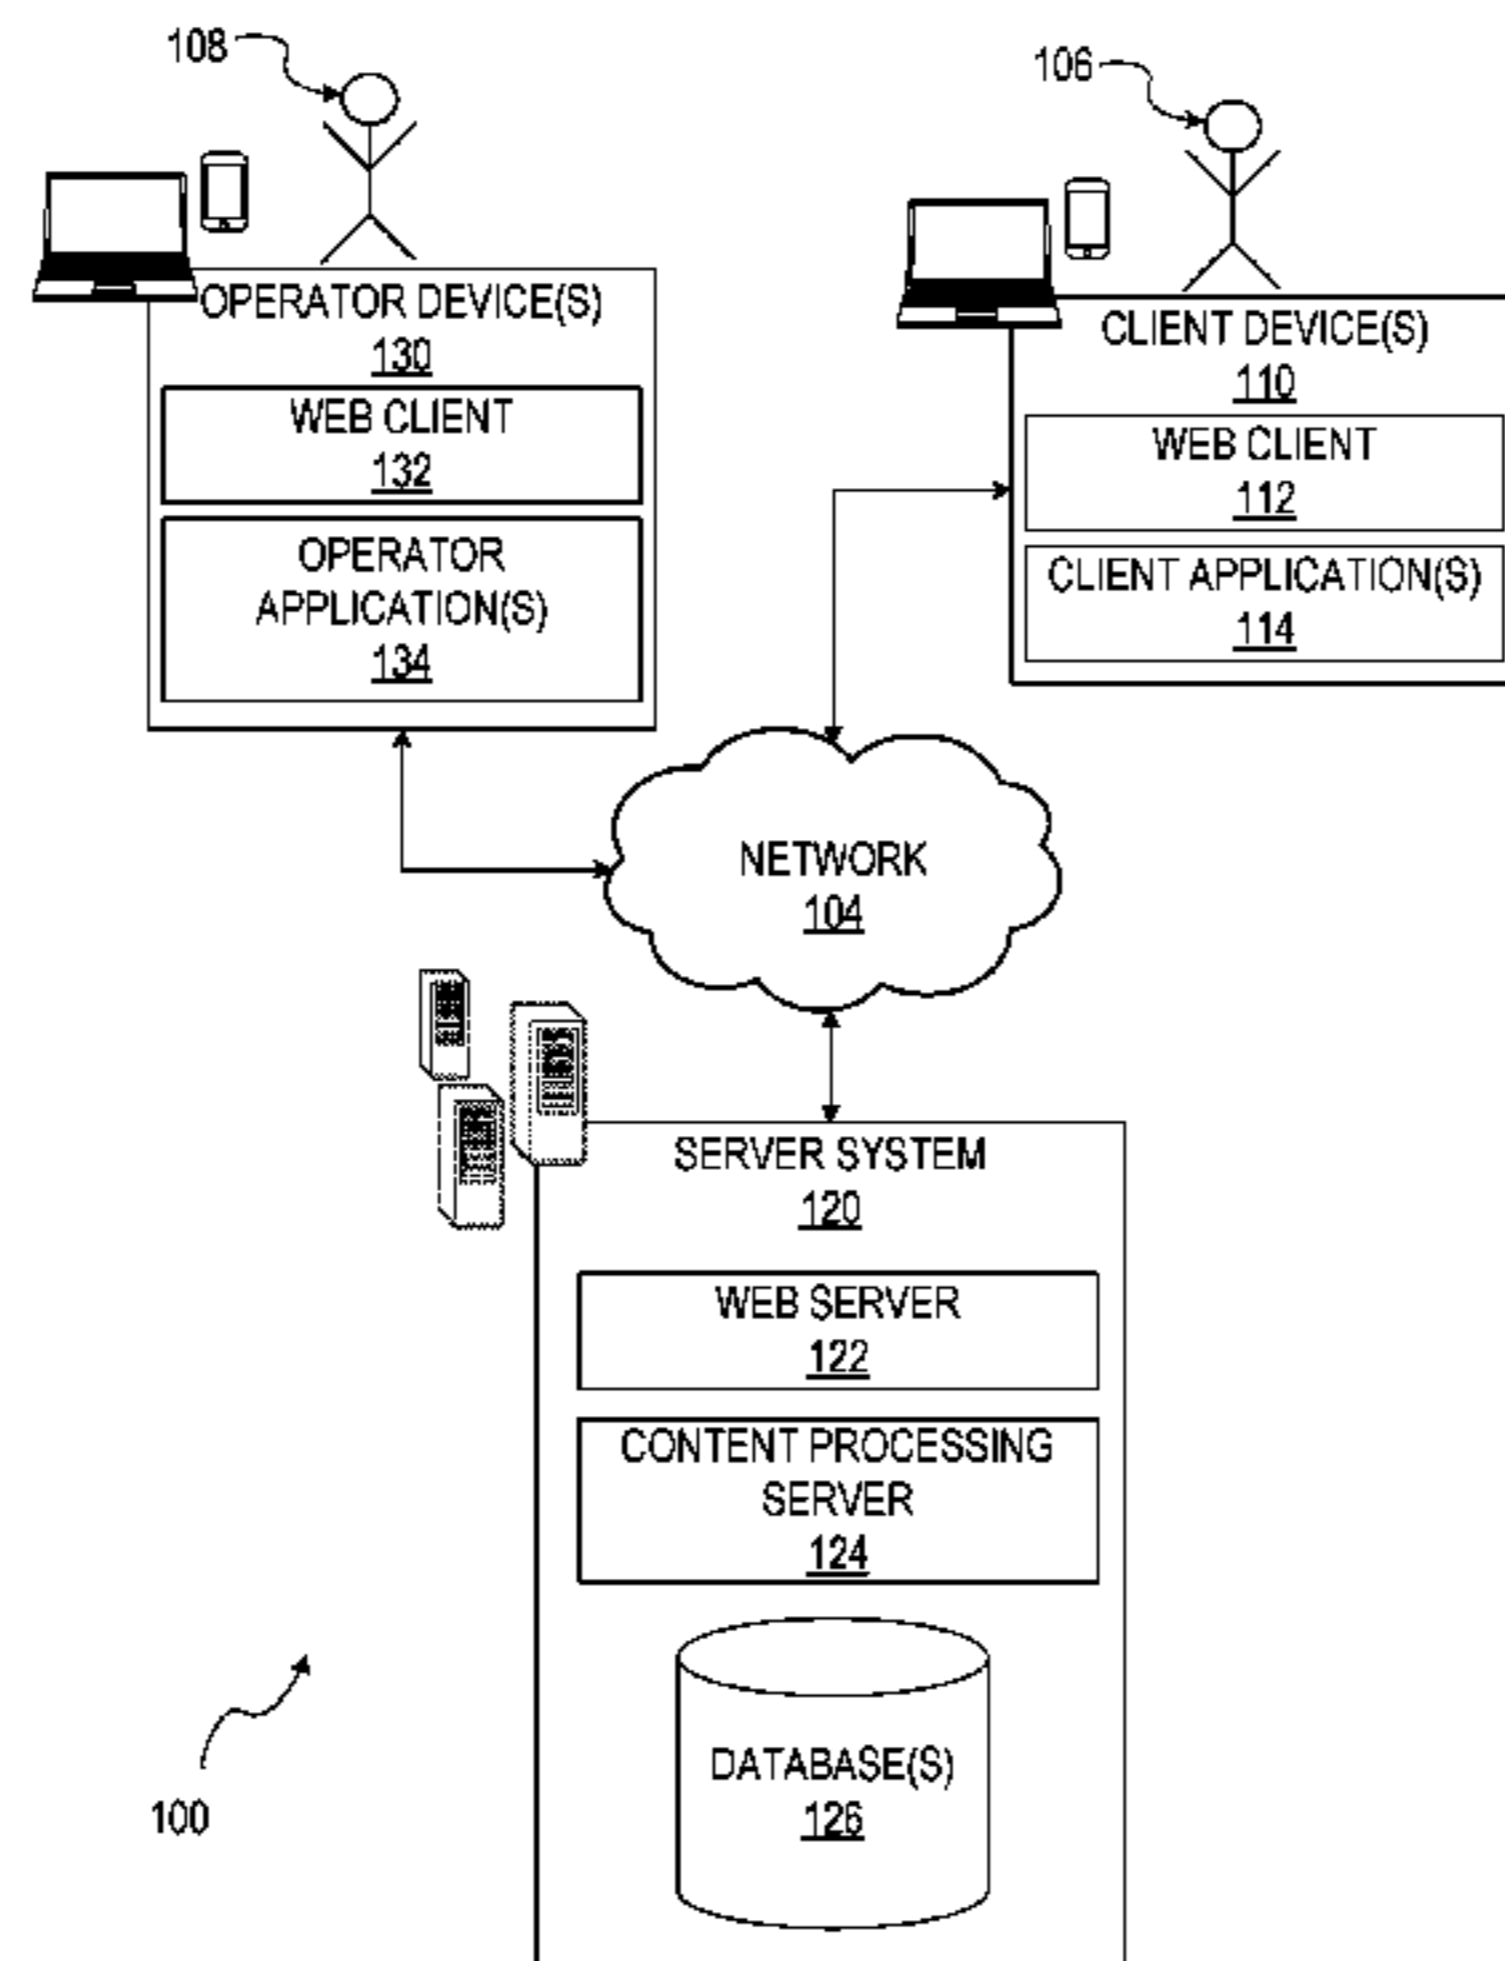 108
OPERATOR DEVICE(S)
130
WEB CLIENT
132
OPERATOR
APPLICATION(S)
134
106
CLIENT DEVICE(S)
110
WEB CLIENT
112
CLIENT APPLICATION(S)
114
NETWORK
104
SERVER SYSTEM
120
WEB SERVER
122
CONTENT PROCESSING
SERVER
124
DATABASE(S)
126
100